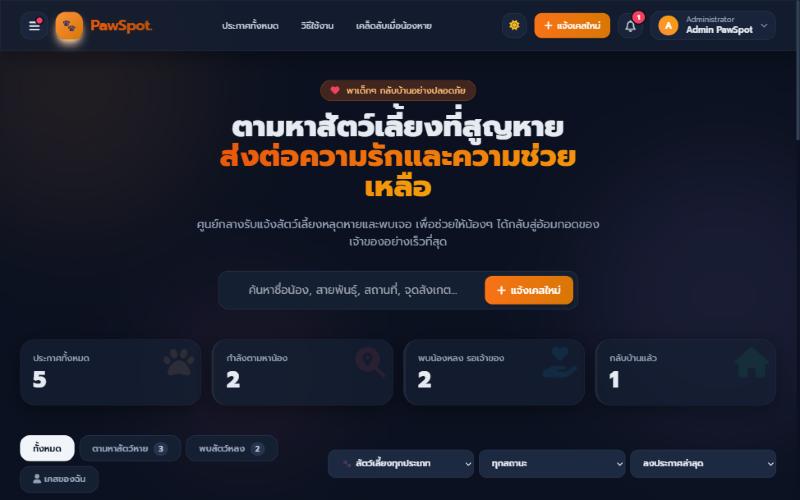 PawSpot.
ประกาศทั้งหมด
วิธีใช้งาน
เคล็ดลับเมื่อน้องหาย
+ แจ้งเคสใหม่
1
A
Administrator
Admin PawSpot
พาเด็กๆ กลับบ้านอย่างปลอดภัย
ตามหาสัตว์เลี้ยงที่สูญหาย
ส่งต่อความรักและความช่วย
เหลือ
ศูนย์กลางรับแจ้งสัตว์เลี้ยงหลุดหายและพบเจอ เพื่อช่วยให้น้องๆ ได้กลับสู่อ้อมกอดของ
เจ้าของอย่างเร็วที่สุด
ค้นหาชื่อน้อง, สายพันธุ์, สถานที่, จุดสังเกต...
+ แจ้งเคสใหม่
ประกาศทั้งหมด
5
กำลังตามหาน้อง
2
พบน้องหลง รอเจ้าของ
2
กลับบ้านแล้ว
1
ทั้งหมด
ตามหาสัตว์หาย 3
พบสัตว์หลง 2
เคสของฉัน
สัตว์เลี้ยงทุกประเภท
ทุกสถานะ
ลงประกาศล่าสุด